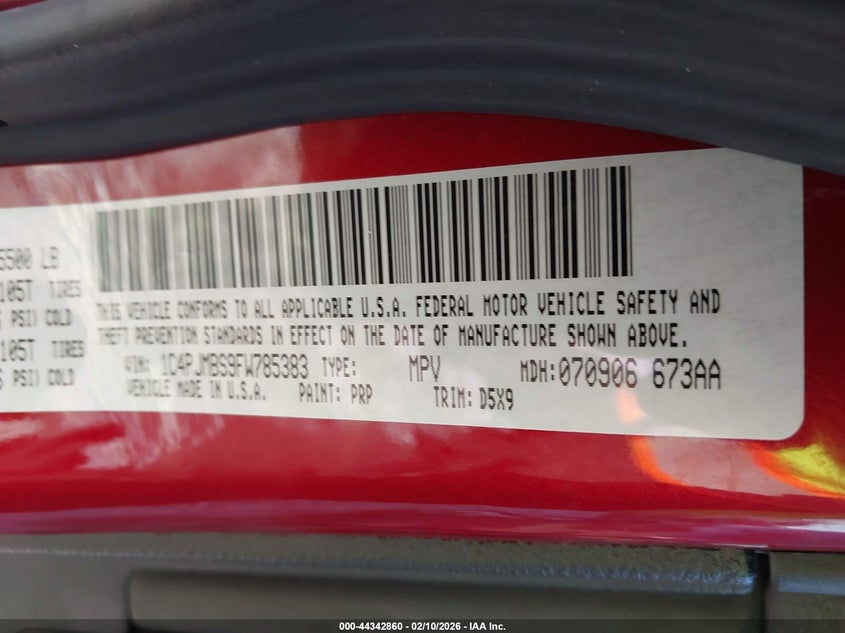 5500 LB
105T TIRES
PSI) COLD
105T TIRES
PSI) COLD
THIS VEHICLE CONFORMS TO ALL APPLICABLE U.S.A. FEDERAL MOTOR VEHICLE SAFETY AND
THEFT PREVENTION STANDARDS IN EFFECT ON THE DATE OF MANUFACTURE SHOWN ABOVE.
VIN: 1C4PJMBS9FW785383 TYPE: MPV MDH:070906 673AA
VEHICLE MADE IN U.S.A. PAINT: PRP TRIM: D5X9
000-44342860 - 02/10/2026 - IAA Inc.